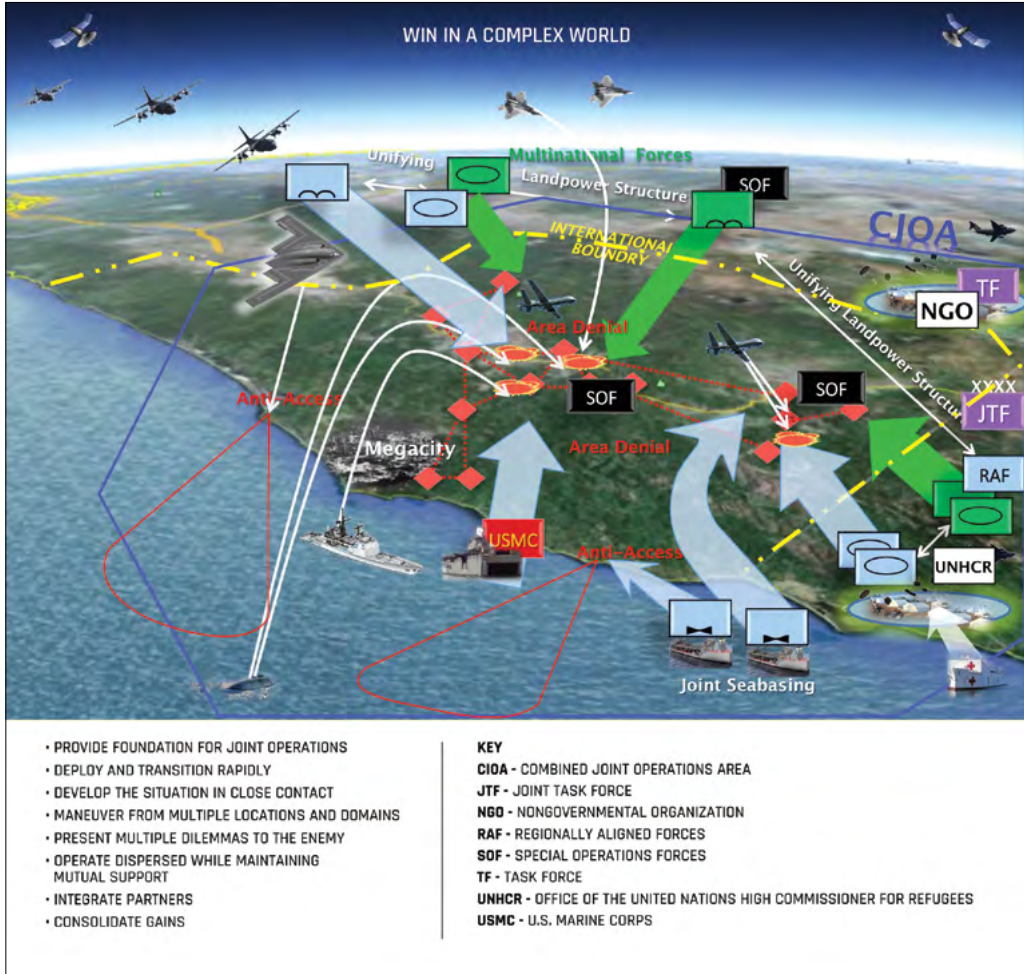 WIN IN A COMPLEX WORLD
Unifying
Multinational Forces
Landpower Structure
SOF
CJOA
INTERNATIONAL
BOUNDRY
TF
NGO
Unifying Landpower Structure
Area Denial
SOF
SOF
XXXX
JTF
Anti-Access
Megacity
Area Denial
RAF
USMC
Anti-Access
UNHCR
Joint Seabasing
• PROVIDE FOUNDATION FOR JOINT OPERATIONS
• DEPLOY AND TRANSITION RAPIDLY
• DEVELOP THE SITUATION IN CLOSE CONTACT
• MANEUVER FROM MULTIPLE LOCATIONS AND DOMAINS
• PRESENT MULTIPLE DILEMMAS TO THE ENEMY
• OPERATE DISPERSED WHILE MAINTAINING
MUTUAL SUPPORT
• INTEGRATE PARTNERS
• CONSOLIDATE GAINS
KEY
CIOA - COMBINED JOINT OPERATIONS AREA
JTF - JOINT TASK FORCE
NGO - NONGOVERNMENTAL ORGANIZATION
RAF - REGIONALLY ALIGNED FORCES
SOF - SPECIAL OPERATIONS FORCES
TF - TASK FORCE
UNHCR - OFFICE OF THE UNITED NATIONS HIGH COMMISSIONER FOR REFUGEES
USMC - U.S. MARINE CORPS